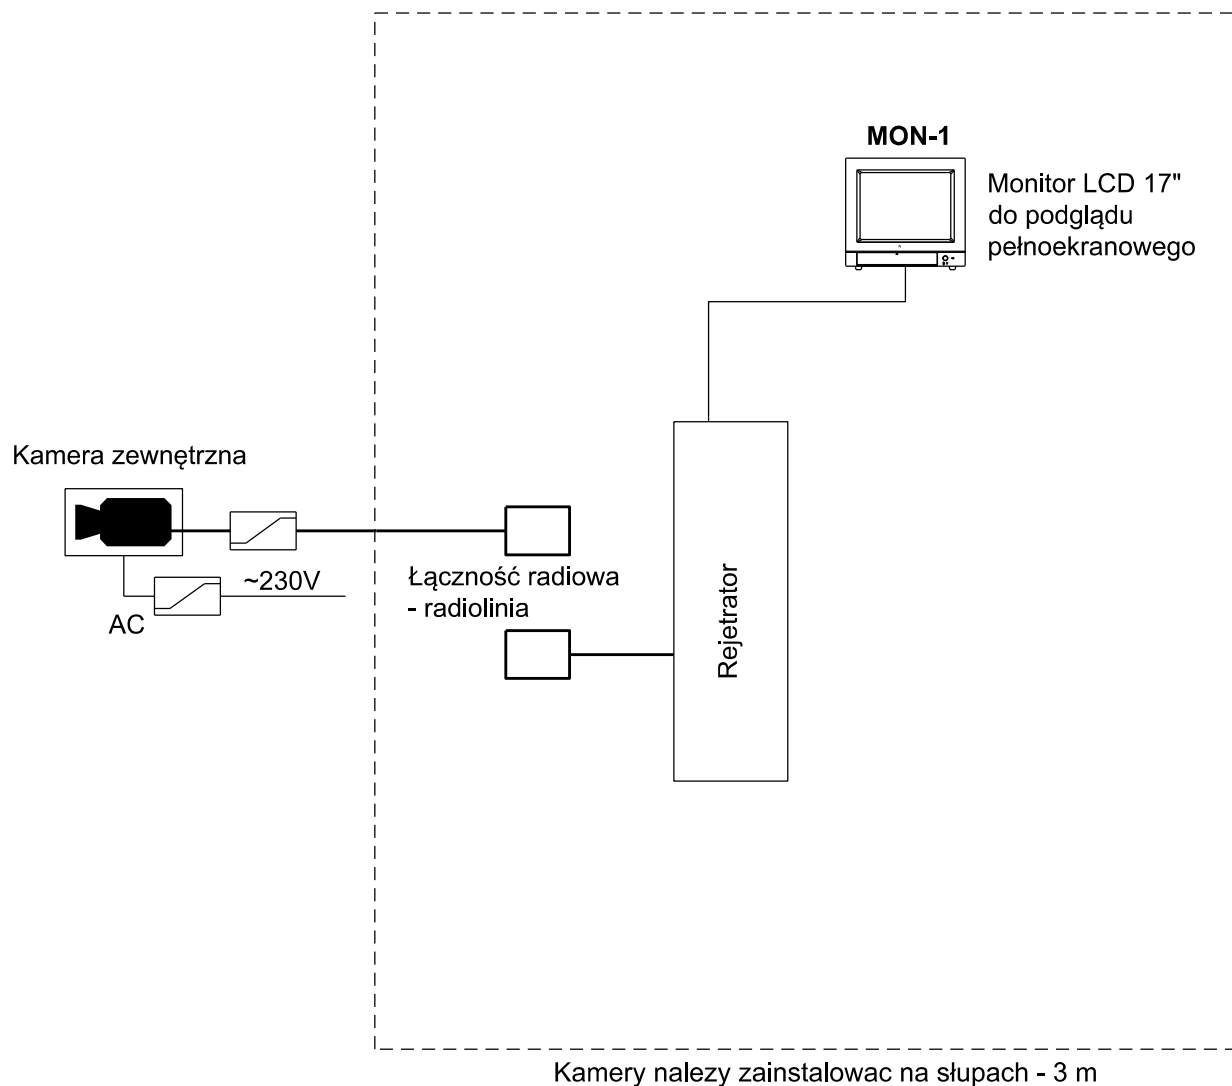 MON-1
Monitor LCD 17"
do podglądu
pełnoekranowego
Kamera zewnętrzna
~230V
AC
Łączność radiowa
- radiolinia
Rejetrator
Kamery nalezy zainstalowac na słupach - 3 m